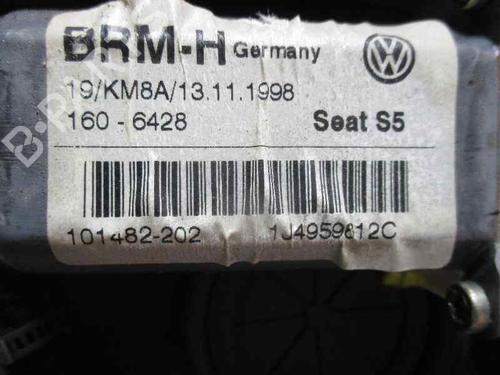 BRM-H Germany
19/KM8A/13.11.1998
160-6428 Seat S5
101482-202 1J4959812C